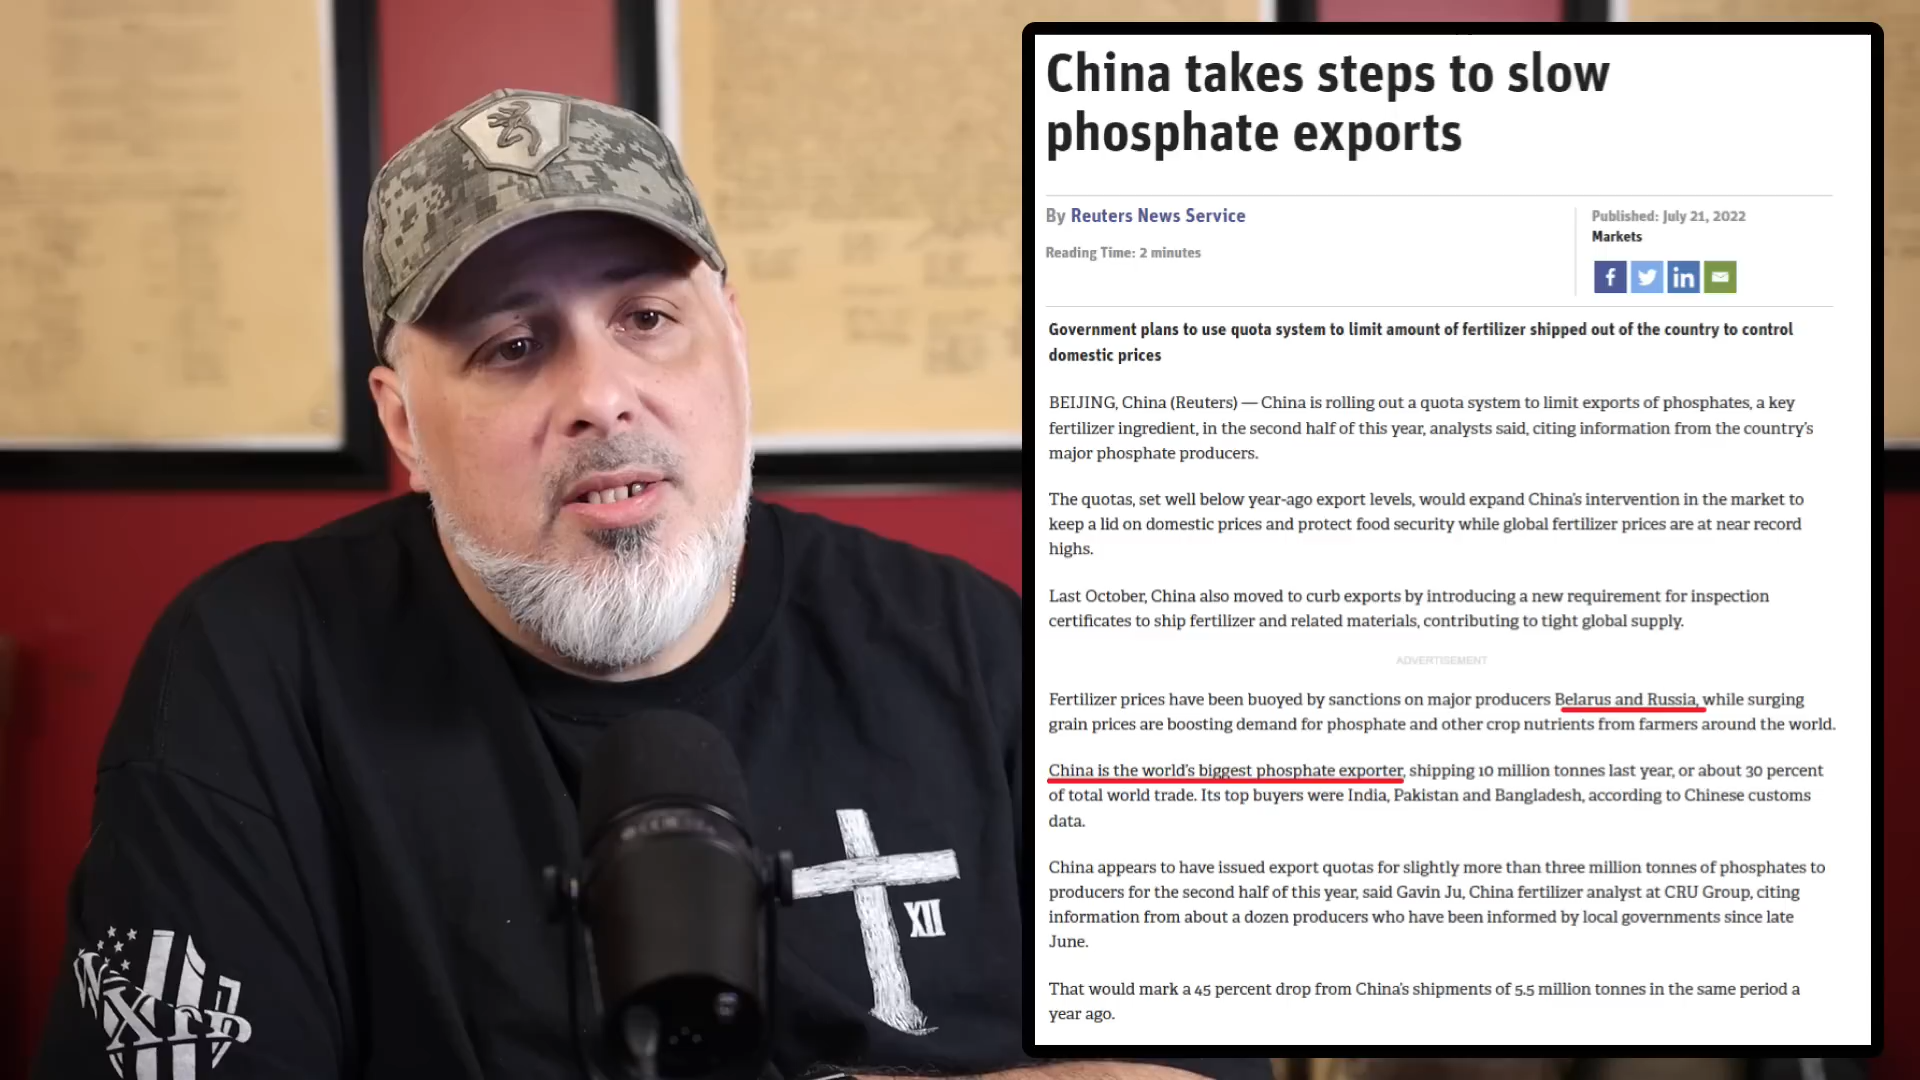 China takes steps to slow
phosphate exports
By Reuters News Service
Published: July 21, 2022
Markets
Reading Time: 2 minutes
Government plans to use quota system to limit amount of fertilizer shipped out of the country to control
domestic prices
BEIJING, China (Reuters) — China is rolling out a quota system to limit exports of phosphates, a key
fertilizer ingredient, in the second half of this year, analysts said, citing information from the country's
major phosphate producers.
The quotas, set well below year-ago export levels, would expand China's intervention in the market to
keep a lid on domestic prices and protect food security while global fertilizer prices are at near record
highs.
Last October, China also moved to curb exports by introducing a new requirement for inspection
certificates to ship fertilizer and related materials, contributing to tight global supply.
ADVERTISEMENT
Fertilizer prices have been buoyed by sanctions on major producers Belarus and Russia, while surging
grain prices are boosting demand for phosphate and other crop nutrients from farmers around the world.
China is the world's biggest phosphate exporter, shipping 10 million tonnes last year, or about 30 percent
of total world trade. Its top buyers were India, Pakistan and Bangladesh, according to Chinese customs
data.
China appears to have issued export quotas for slightly more than three million tonnes of phosphates to
producers for the second half of this year, said Gavin Ju, China fertilizer analyst at CRU Group, citing
information from about a dozen producers who have been informed by local governments since late
June.
That would mark a 45 percent drop from China's shipments of 5.5 million tonnes in the same period a
year ago.
XII